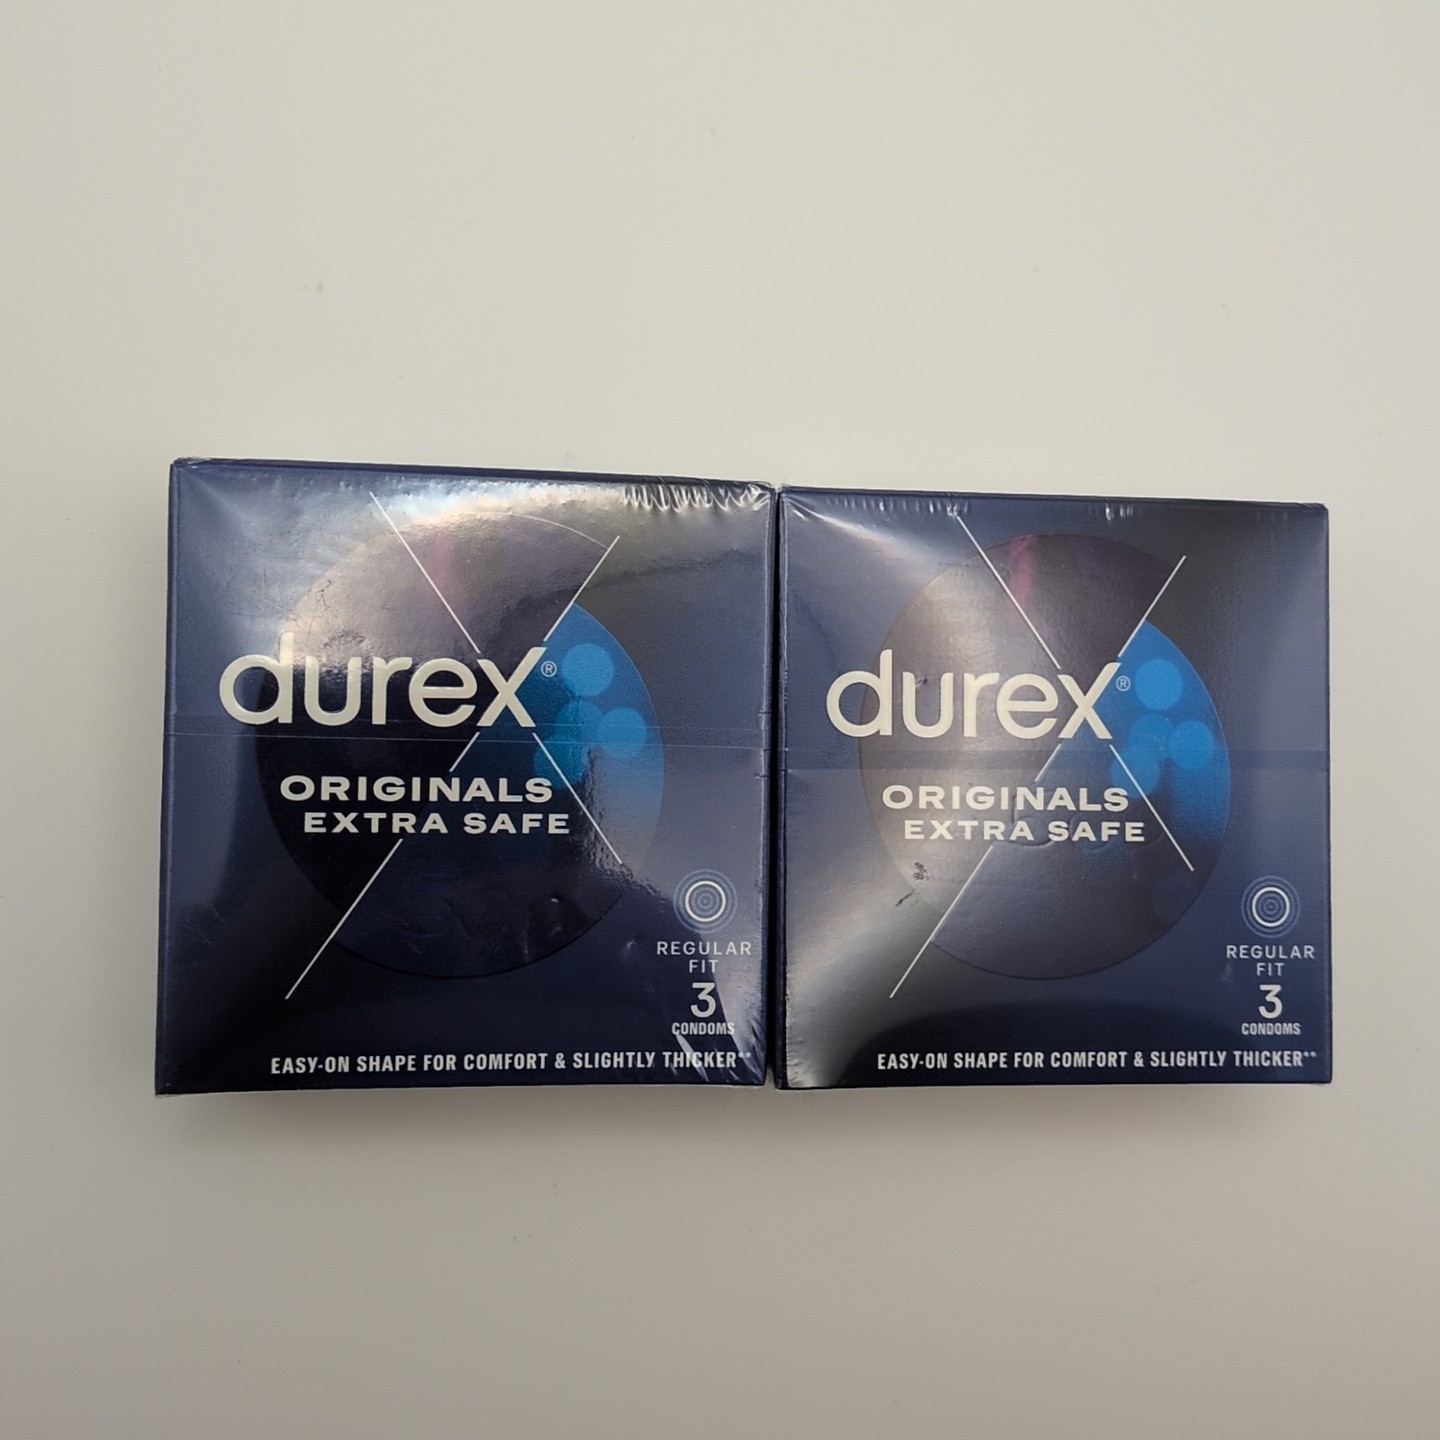 durex®
ORIGINALS
EXTRA SAFE
REGULAR
FIT
3
CONDOMS
EASY-ON SHAPE FOR COMFORT & SLIGHTLY THICKER**
durex®
ORIGINALS
EXTRA SAFE
REGULAR
FIT
3
CONDOMS
EASY-ON SHAPE FOR COMFORT & SLIGHTLY THICKER**